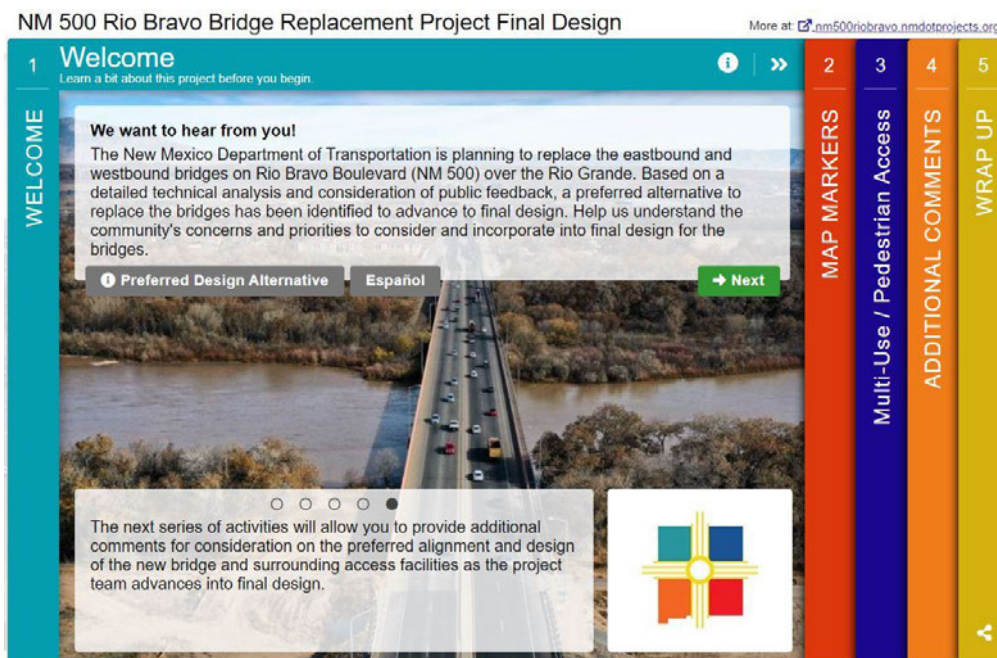 NM 500 Rio Bravo Bridge Replacement Project Final Design
More at: nm500riobravo.nmdotprojects.org
1
Welcome
Learn a bit about this project before you begin.
WELCOME
We want to hear from you!
The New Mexico Department of Transportation is planning to replace the eastbound and
westbound bridges on Rio Bravo Boulevard (NM 500) over the Rio Grande. Based on a
detailed technical analysis and consideration of public feedback, a preferred alternative to
replace the bridges has been identified to advance to final design. Help us understand the
community's concerns and priorities to consider and incorporate into final design for the
bridges.
Preferred Design Alternative
Español
Next
The next series of activities will allow you to provide additional
comments for consideration on the preferred alignment and design
of the new bridge and surrounding access facilities as the project
team advances into final design.
2
MAP MARKERS
3
Multi-Use / Pedestrian Access
4
ADDITIONAL COMMENTS
5
WRAP UP